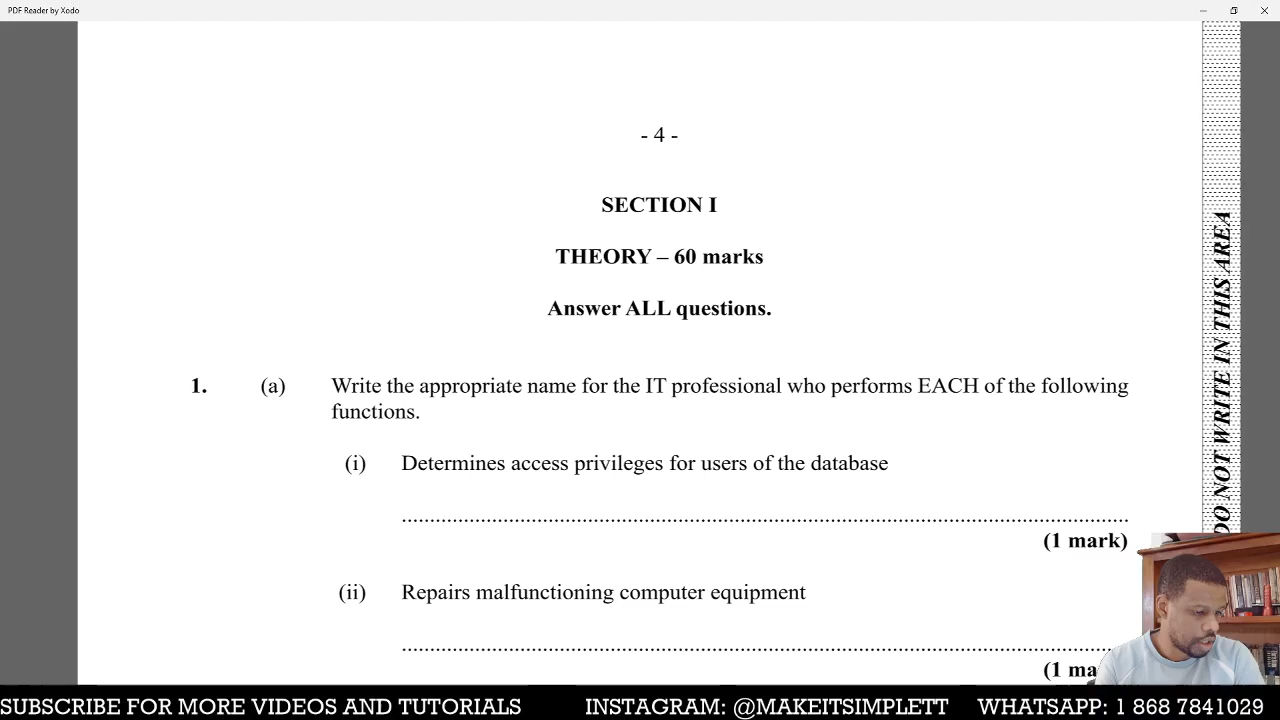 PDF Reader by Xodo
- 4 -
SECTION I
THEORY – 60 marks
Answer ALL questions.
1. (a) Write the appropriate name for the IT professional who performs EACH of the following
functions.
(i) Determines access privileges for users of the database
................................................................................................................................
(1 mark)
(ii) Repairs malfunctioning computer equipment
................................................................................................................................
(1 ma
DO NOT WRITE IN THIS AREA
SUBSCRIBE FOR MORE VIDEOS AND TUTORIALS INSTAGRAM: @MAKEITSIMPLETT WHATSAPP: 1 868 7841029